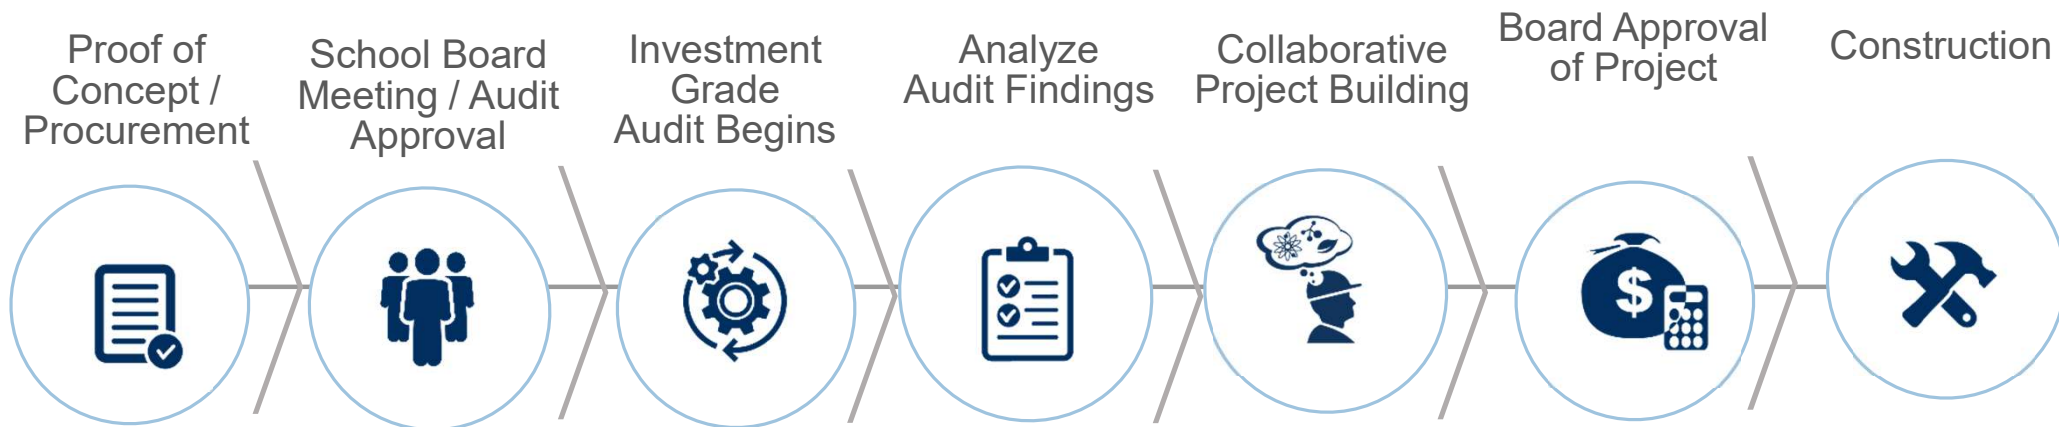 Proof of
Concept /
Procurement
School Board
Meeting / Audit
Approval
Investment
Grade
Audit Begins
Analyze
Audit Findings
Collaborative
Project Building
Board Approval
of Project
Construction
$